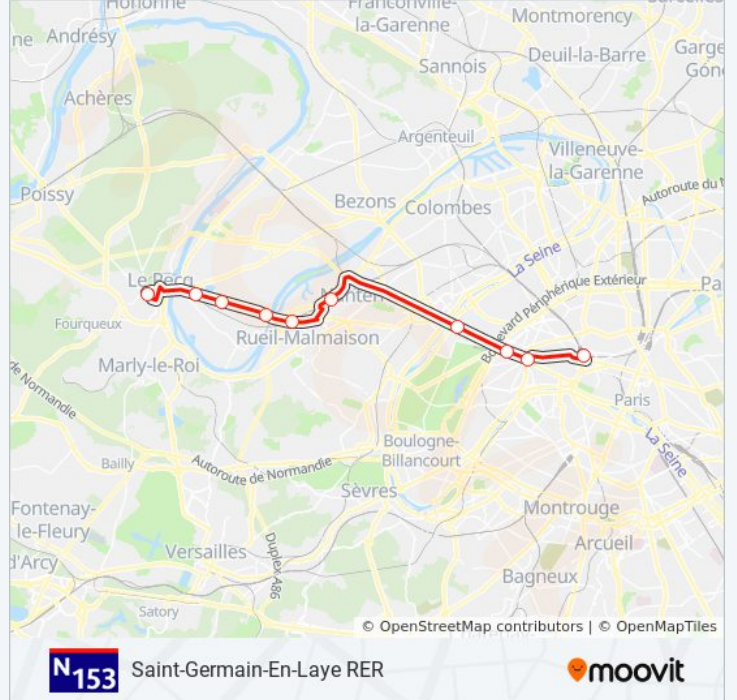 Honorine
Franconville-
la-Garenne
Montmorency
ne
Andrésy
Deuil-la-Barre
Garge
Gone
Sannois
Achères
Argenteuil
Villeneuve-
la-Garenne
Poissy
Bezons
Colombes
Autoroute du N
La Seine
Le Pecq
Boulevard Périphérique Extérieur
Pa
Nanterr
Fourqueux
Rueil-Malmaison
Marly-le-Roi
de Normandie
Paris
Boulogne-
Billancourt
La Seine
Bailly
Autoroute de Normandie
Sèvres
Fontenay-
le-Fleury
Montrouge
Arcueil
d'Arcy
Versailles
Duplex A86
Bagneux
Satory
© OpenStreetMap contributors | © OpenMapTiles
N153
Saint-Germain-En-Laye RER
moovit